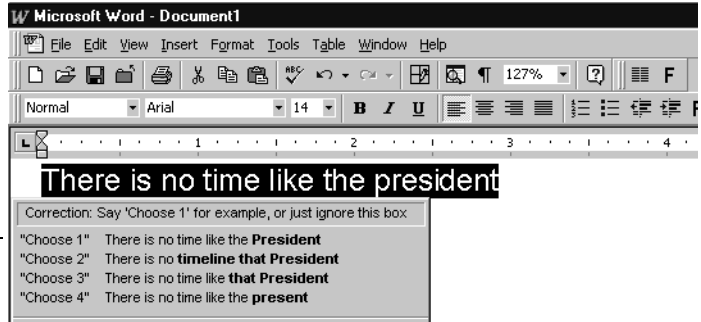 Microsoft Word - Document1
File Edit View Insert Format Tools Table Window Help
ABC 127% ¶ ? F
Normal Arial 14 B I U
1 2 3 4
There is no time like the president
Correction: Say 'Choose 1' for example, or just ignore this box
"Choose 1" There is no time like the President
"Choose 2" There is no timeline that President
"Choose 3" There is no time like that President
"Choose 4" There is no time like the present